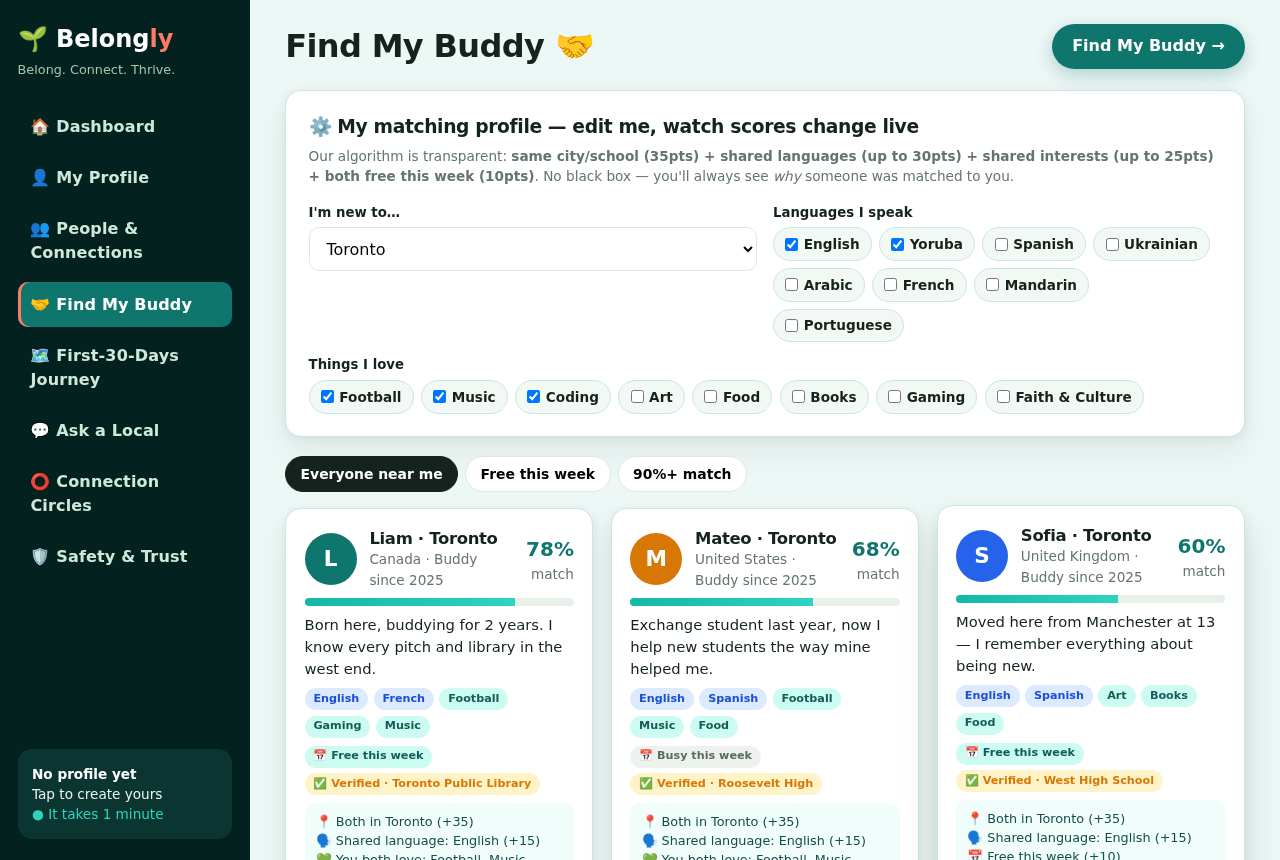 🌱 Belongly
Belong. Connect. Thrive.
🏠 Dashboard
👤 My Profile
👥 People &
Connections
🤝 Find My Buddy
🗺️ First-30-Days
Journey
💬 Ask a Local
⭕ Connection
Circles
🛡️ Safety & Trust
No profile yet
Tap to create yours
● It takes 1 minute
Find My Buddy 🤝
Find My Buddy →
⚙️ My matching profile — edit me, watch scores change live
Our algorithm is transparent: same city/school (35pts) + shared languages (up to 30pts) + shared interests (up to 25pts)
+ both free this week (10pts). No black box — you'll always see why someone was matched to you.
I'm new to…
Toronto
Languages I speak
English Yoruba Spanish Ukrainian
Arabic French Mandarin
Portuguese
Things I love
Football Music Coding Art Food Books Gaming Faith & Culture
Everyone near me Free this week 90%+ match
L
Liam · Toronto
Canada · Buddy
since 2025
78%
match
Born here, buddying for 2 years. I
know every pitch and library in the
west end.
English French Football
Gaming Music
📅 Free this week
✅ Verified · Toronto Public Library
📍 Both in Toronto (+35)
🗣️ Shared language: English (+15)
💚 You both love: Football, Music
M
Mateo · Toronto
United States ·
Buddy since 2025
68%
match
Exchange student last year, now I
help new students the way mine
helped me.
English Spanish Football
Music Food
📅 Busy this week
✅ Verified · Roosevelt High
📍 Both in Toronto (+35)
🗣️ Shared language: English (+15)
💚 You both love: Football, Music
S
Sofia · Toronto
United Kingdom ·
Buddy since 2025
60%
match
Moved here from Manchester at 13
— I remember everything about
being new.
English Spanish Art Books
Food
📅 Free this week
✅ Verified · West High School
📍 Both in Toronto (+35)
🗣️ Shared language: English (+15)
📅 Free this week (+10)